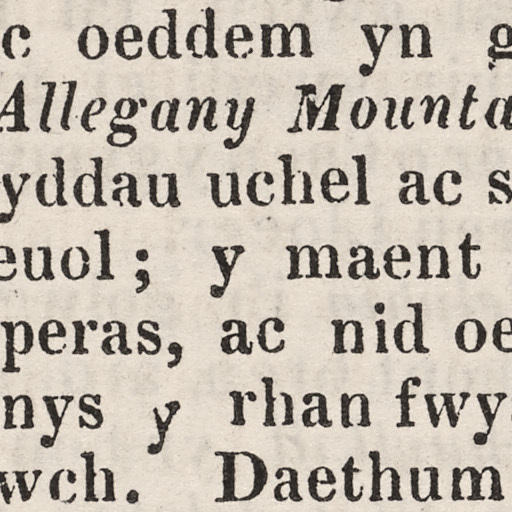 c oeddem yn g
Allegany Mounta
yddau uchel ac s
euol; y maent
peras, ac nid oe
nys y rhan fwy
wch. Daethum